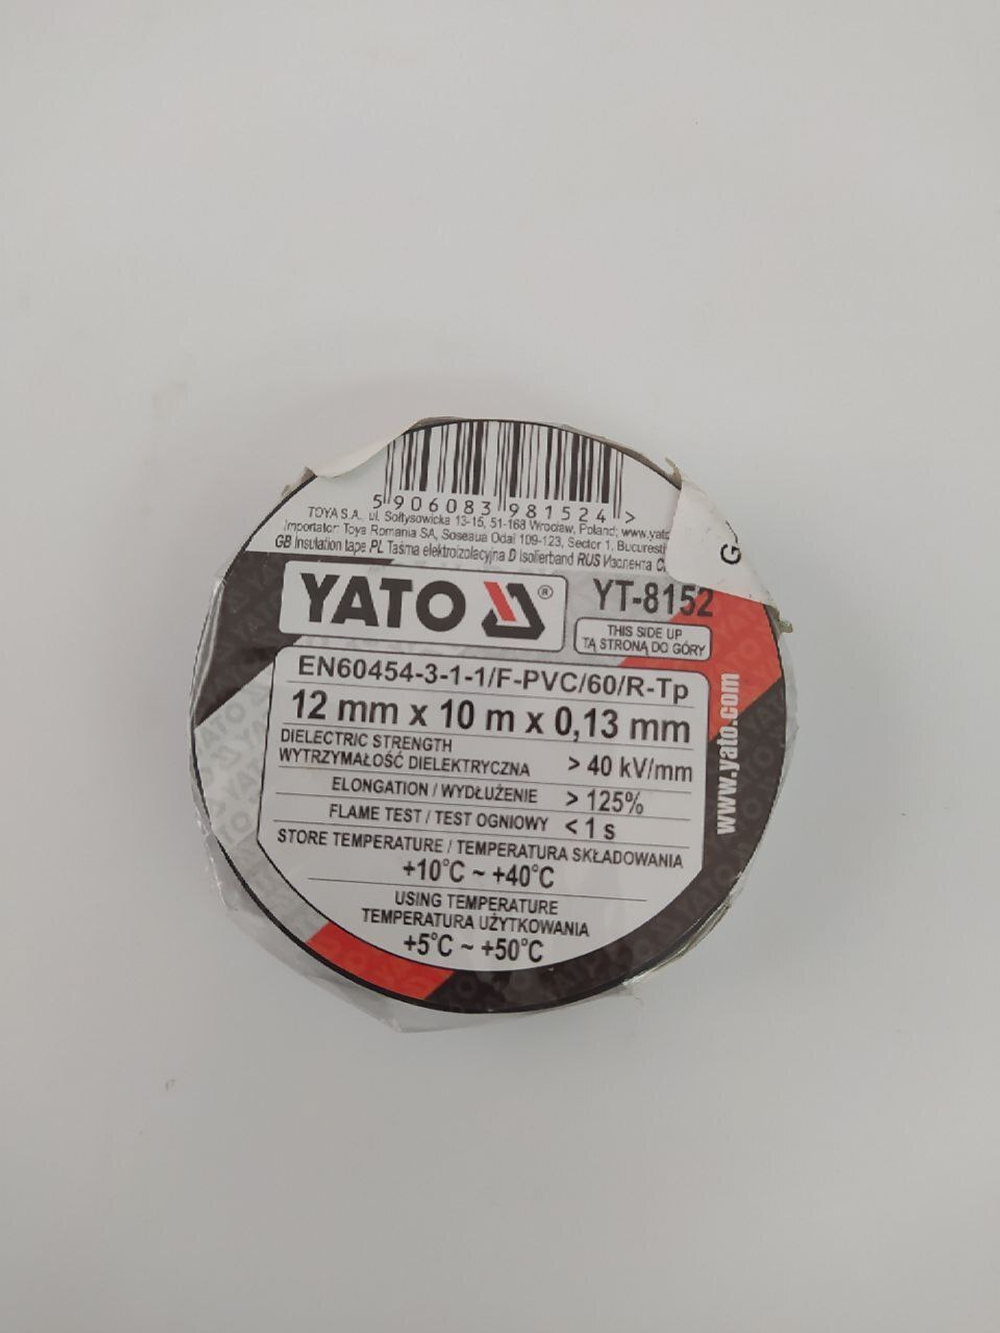 5 906083 981524 >
TOYA S.A. ul. Sołtysowicka 13-15, 51-168 Wrocław, Poland; www.yato
Importator: Toya Romania SA, Soseaua Odai 109-123, Sector 1, Bucuresti
GB Insulation tape PL Taśma elektroizolacyjna D Isolierband RUS Изолента
G
YATO ®
YT-8152
THIS SIDE UP
TĄ STRONĄ DO GÓRY
EN60454-3-1-1/F-PVC/60/R-Tp
12 mm x 10 m x 0,13 mm
DIELECTRIC STRENGTH
WYTRZYMAŁOŚĆ DIELEKTRYCZNA > 40 kV/mm
ELONGATION / WYDŁUŻENIE > 125%
FLAME TEST / TEST OGNIOWY < 1 s
STORE TEMPERATURE / TEMPERATURA SKŁADOWANIA
+10°C ~ +40°C
USING TEMPERATURE
TEMPERATURA UŻYTKOWANIA
+5°C ~ +50°C
www.yato.com